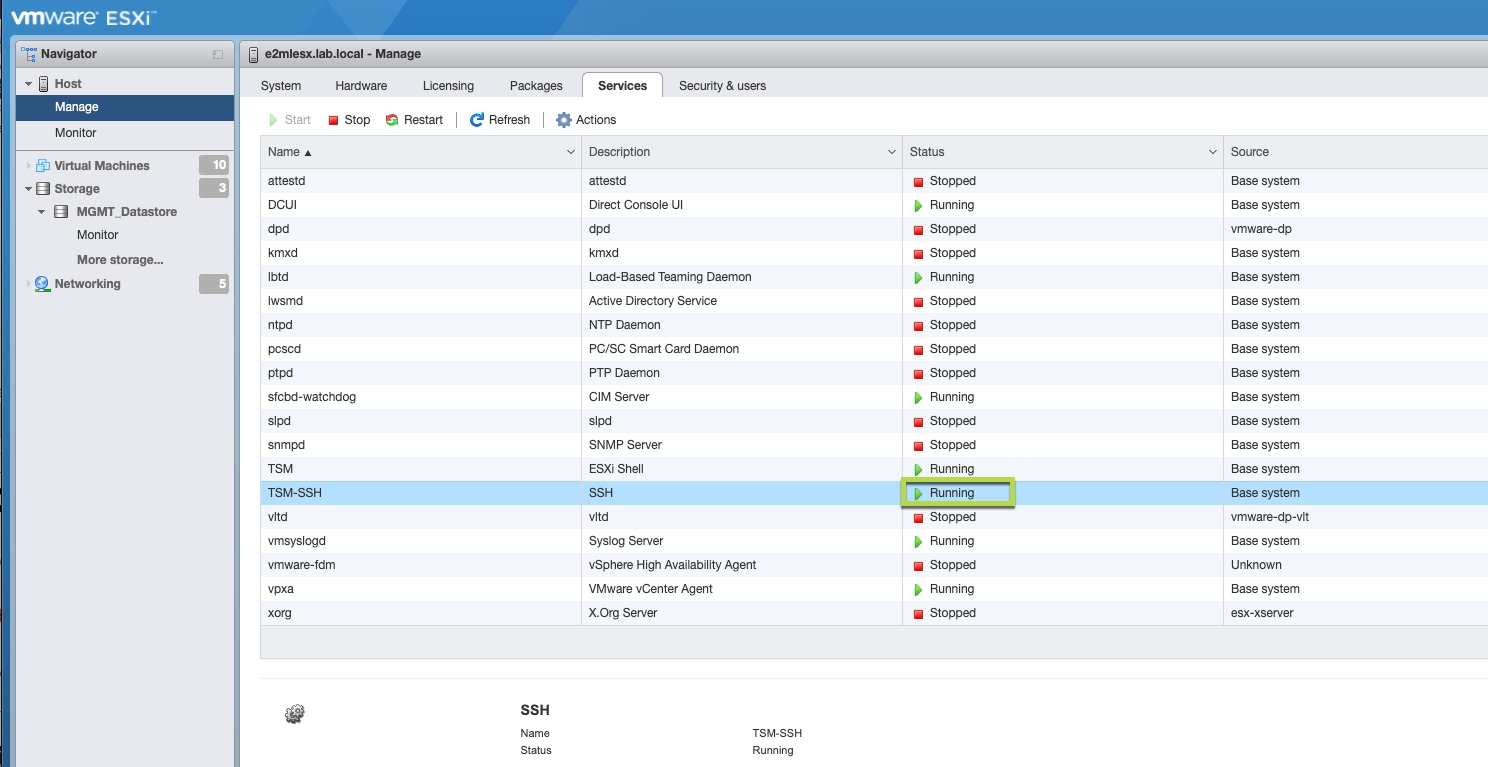 vmware ESXi™
Navigator
Host
Manage
Monitor
Virtual Machines 10
Storage 3
MGMT_Datastore
Monitor
More storage...
Networking 5
e2mlesx.lab.local - Manage
System Hardware Licensing Packages Services Security & users
Start Stop Restart Refresh Actions
Name Description Status Source
attestd attestd Stopped Base system
DCUI Direct Console UI Running Base system
dpd dpd Stopped vmware-dp
kmxd kmxd Stopped Base system
lbtd Load-Based Teaming Daemon Running Base system
lwsmd Active Directory Service Stopped Base system
ntpd NTP Daemon Stopped Base system
pcscd PC/SC Smart Card Daemon Stopped Base system
ptpd PTP Daemon Stopped Base system
sfcbd-watchdog CIM Server Running Base system
slpd slpd Stopped Base system
snmpd SNMP Server Stopped Base system
TSM ESXi Shell Running Base system
TSM-SSH SSH Running Base system
vltd vltd Stopped vmware-dp-vlt
vmsyslogd Syslog Server Running Base system
vmware-fdm vSphere High Availability Agent Stopped Unknown
vpxa VMware vCenter Agent Running Base system
xorg X.Org Server Stopped esx-xserver
SSH
Name TSM-SSH
Status Running